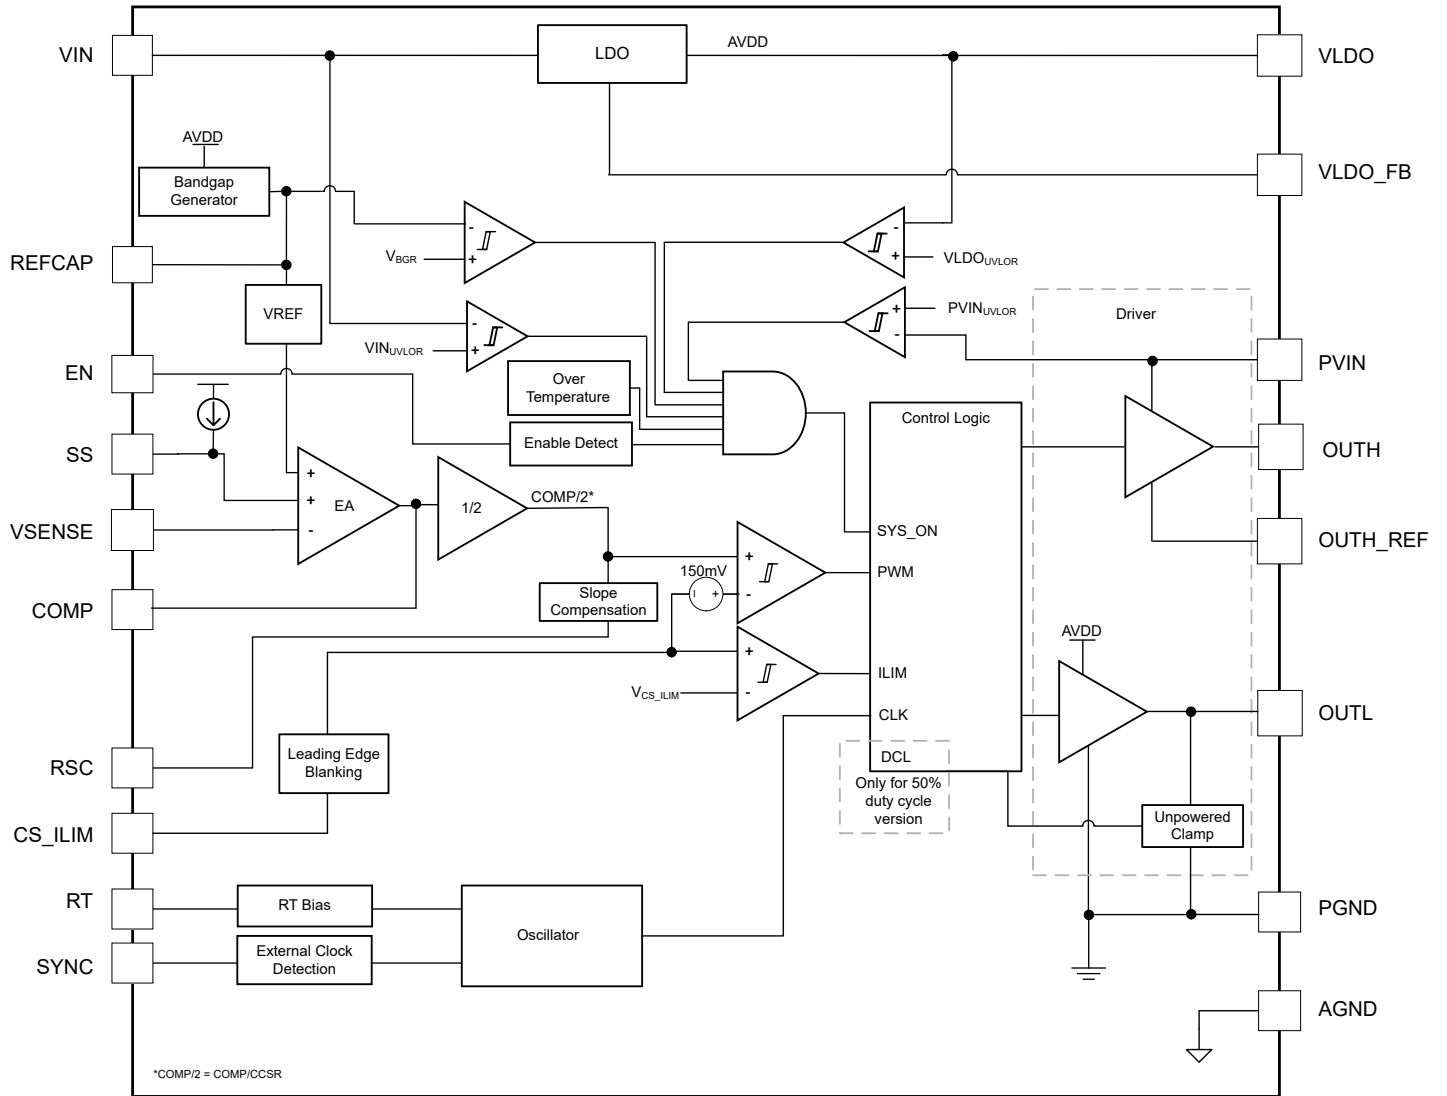 VIN
LDO
AVDD
VLDO
AVDD
Bandgap
Generator
VLDO_FB
REFCAP
-
VBGR
+
-
+
VLDOUVLOR
VREF
-
VINUVLOR
+
+
PVINUVLOR
-
Driver
PVIN
EN
Over
Temperature
Enable Detect
Control Logic
SS
OUTH
+
+
EA
-
1/2
COMP/2*
VSENSE
SYS_ON
OUTH_REF
150mV
+
PWM
- +
-
COMP
Slope
Compensation
AVDD
+
ILIM
VCS_ILIM
-
CLK
OUTL
RSC
Leading Edge
Blanking
DCL
Only for 50%
duty cycle
version
CS_ILIM
Unpowered
Clamp
RT
RT Bias
Oscillator
PGND
SYNC
External Clock
Detection
AGND
*COMP/2 = COMP/CCSR